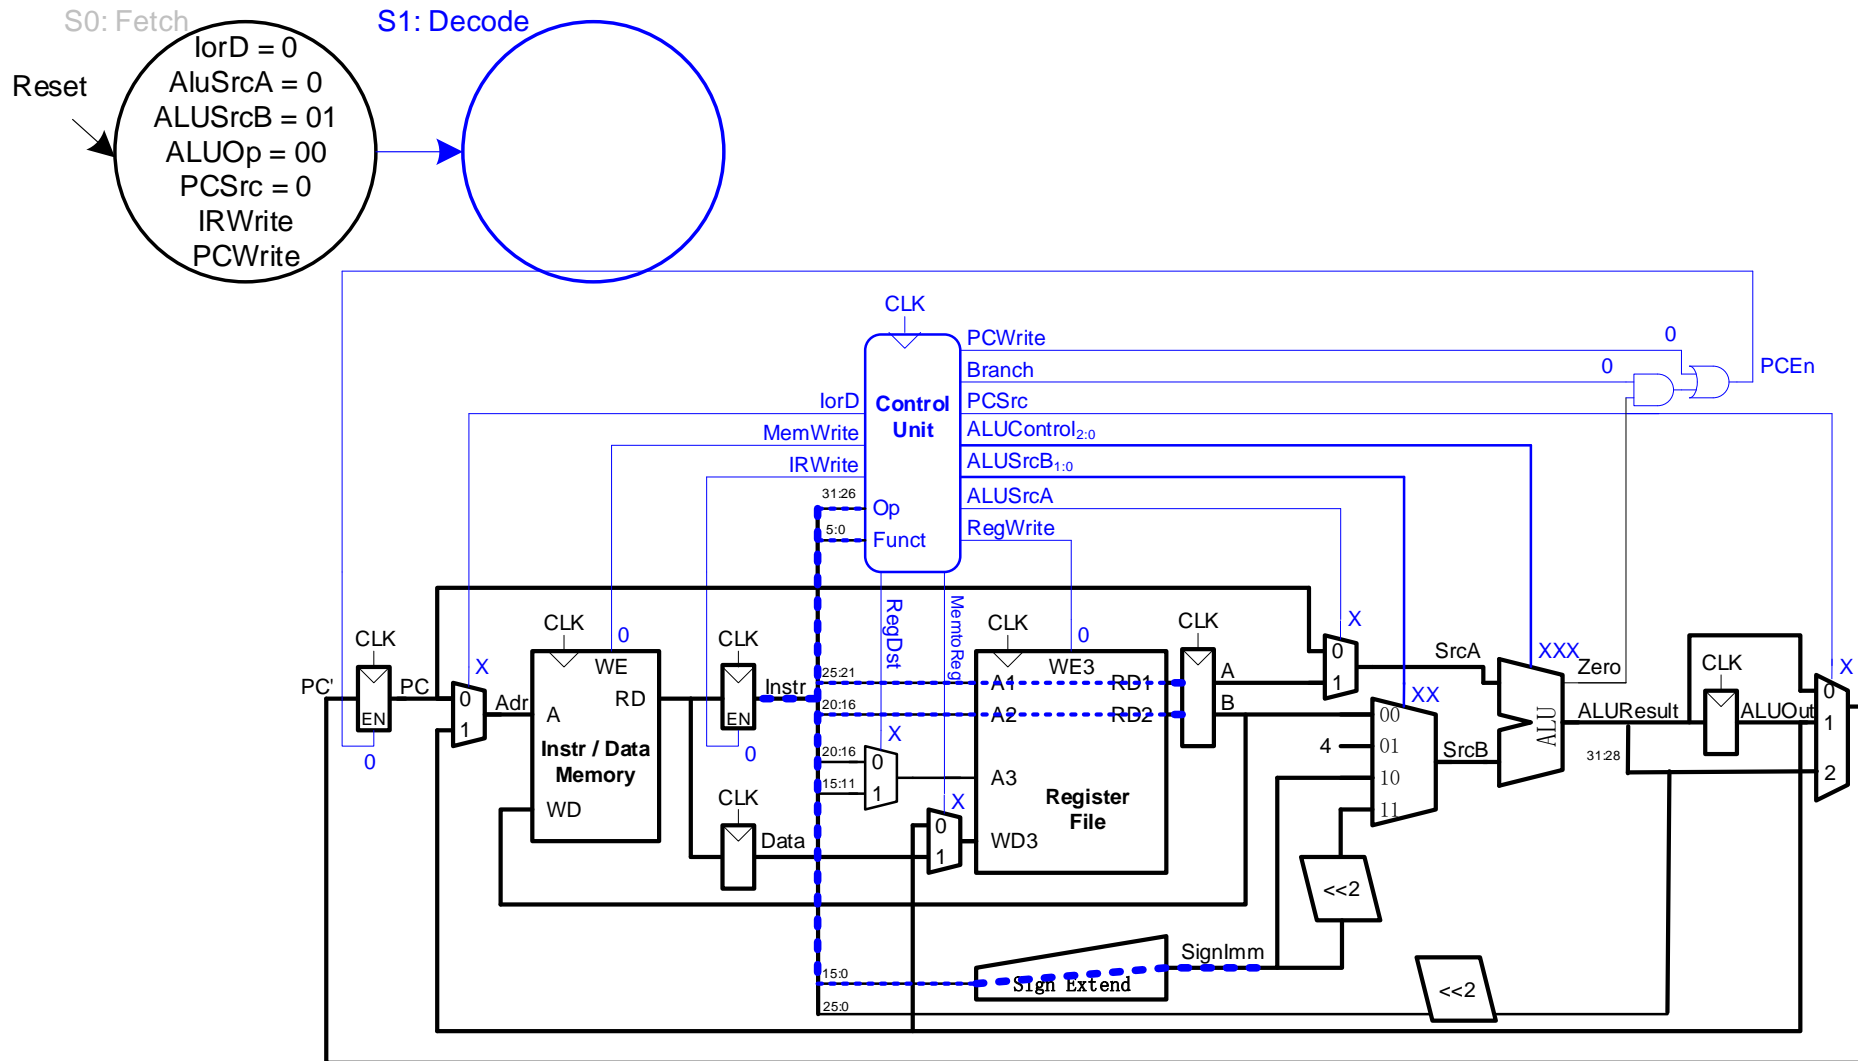 S0: Fetch
S1: Decode
Reset
IorD = 0
AluSrcA = 0
ALUSrcB = 01
ALUOp = 00
PCSrc = 0
IRWrite
PCWrite
CLK
PCWrite
0
Branch
0
PCEn
IorD
Control
Unit
PCSrc
MemWrite
ALUControl2:0
IRWrite
ALUSrcB1:0
31:26
Op
ALUSrcA
5:0
Funct
RegWrite
RegDst
MemtoReg
CLK
CLK
0
CLK
CLK
0
CLK
X
X
WE
WE3
XXX
Zero
CLK
X
PC'
PC
EN
0
0
1
Adr
A
RD
Instr / Data
Memory
WD
EN
0
Instr
25:21
A1
RD1
A
0
1
SrcA
20:16
A2
RD2
B
XX
00
4
01
10
11
SrcB
ALU
ALUResult
31:28
ALUOut
0
1
2
20:16
X
0
15:11
1
A3
Register
File
CLK
Data
X
0
1
WD3
<<2
15:0
Sign Extend
SignImm
<<2
25:0